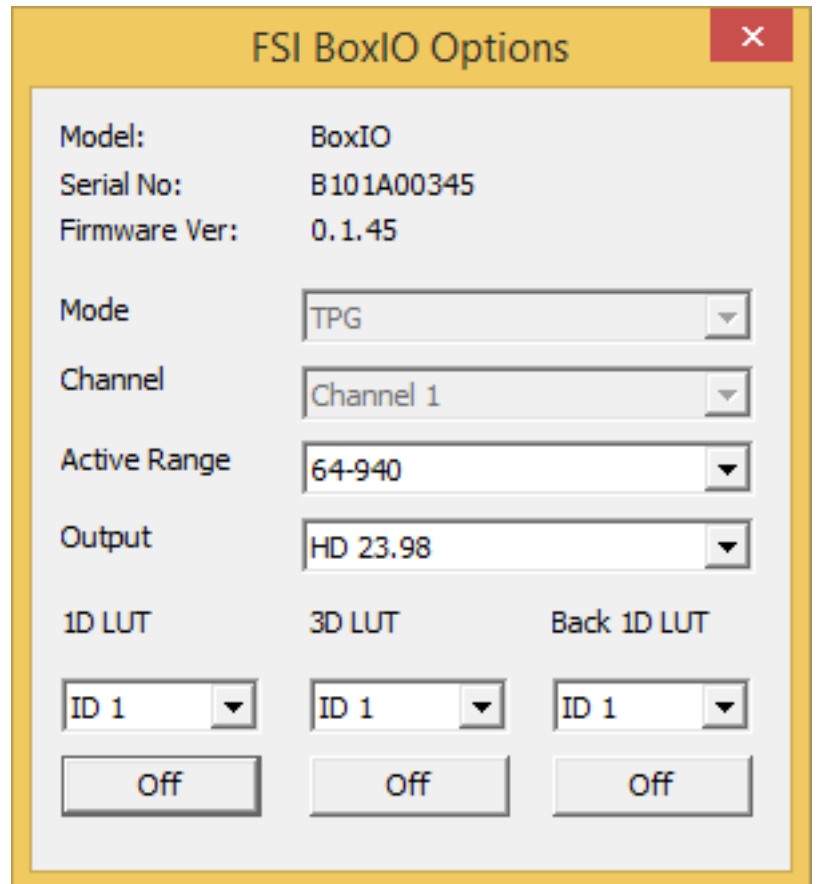 FSI BoxIO Options
Model: BoxIO
Serial No: B101A00345
Firmware Ver: 0.1.45
Mode TPG
Channel Channel 1
Active Range 64-940
Output HD 23.98
1D LUT 3D LUT Back 1D LUT
ID 1 ID 1 ID 1
Off Off Off